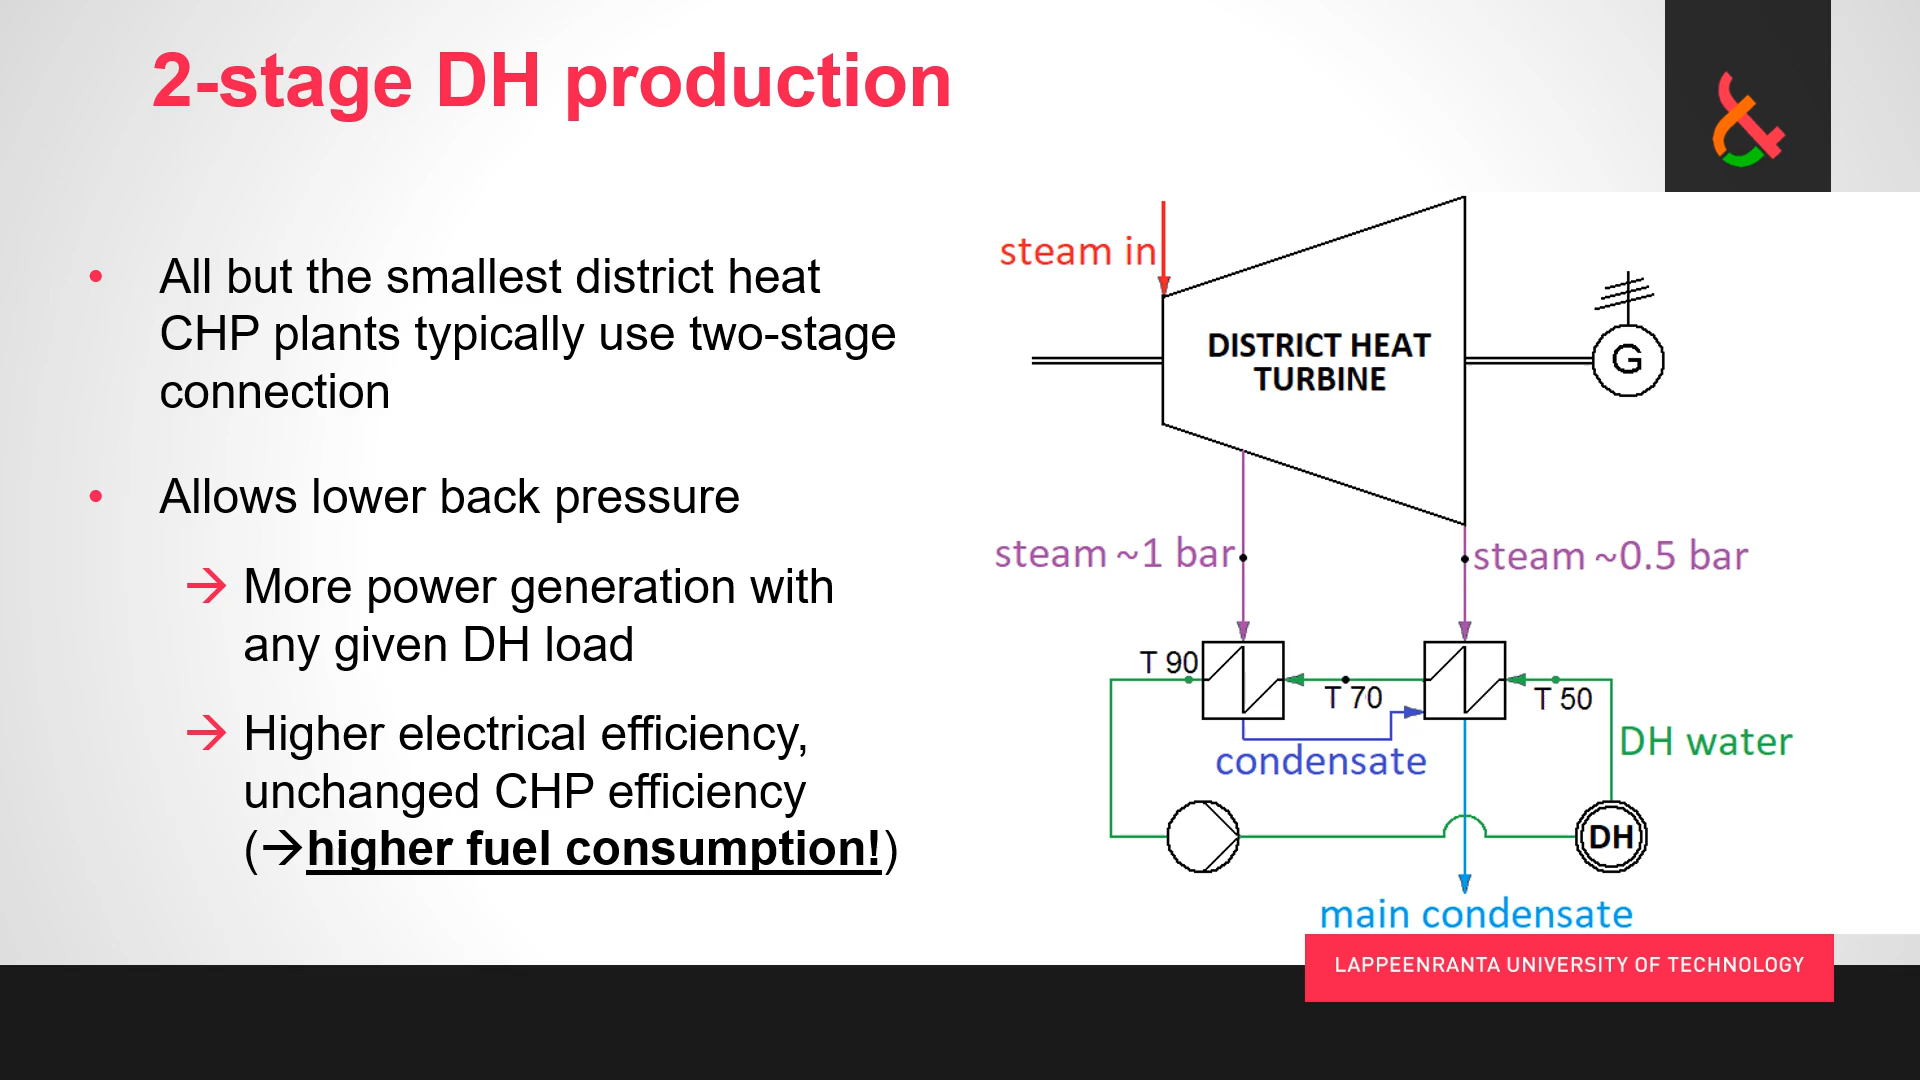 2-stage DH production
• All but the smallest district heat
CHP plants typically use two-stage
connection
• Allows lower back pressure
→ More power generation with
any given DH load
→ Higher electrical efficiency,
unchanged CHP efficiency
(→higher fuel consumption!)
steam in
DISTRICT HEAT
TURBINE
G
steam ~1 bar
steam ~0.5 bar
T 90
T 70
T 50
condensate
DH water
DH
main condensate
LAPPEENRANTA UNIVERSITY OF TECHNOLOGY